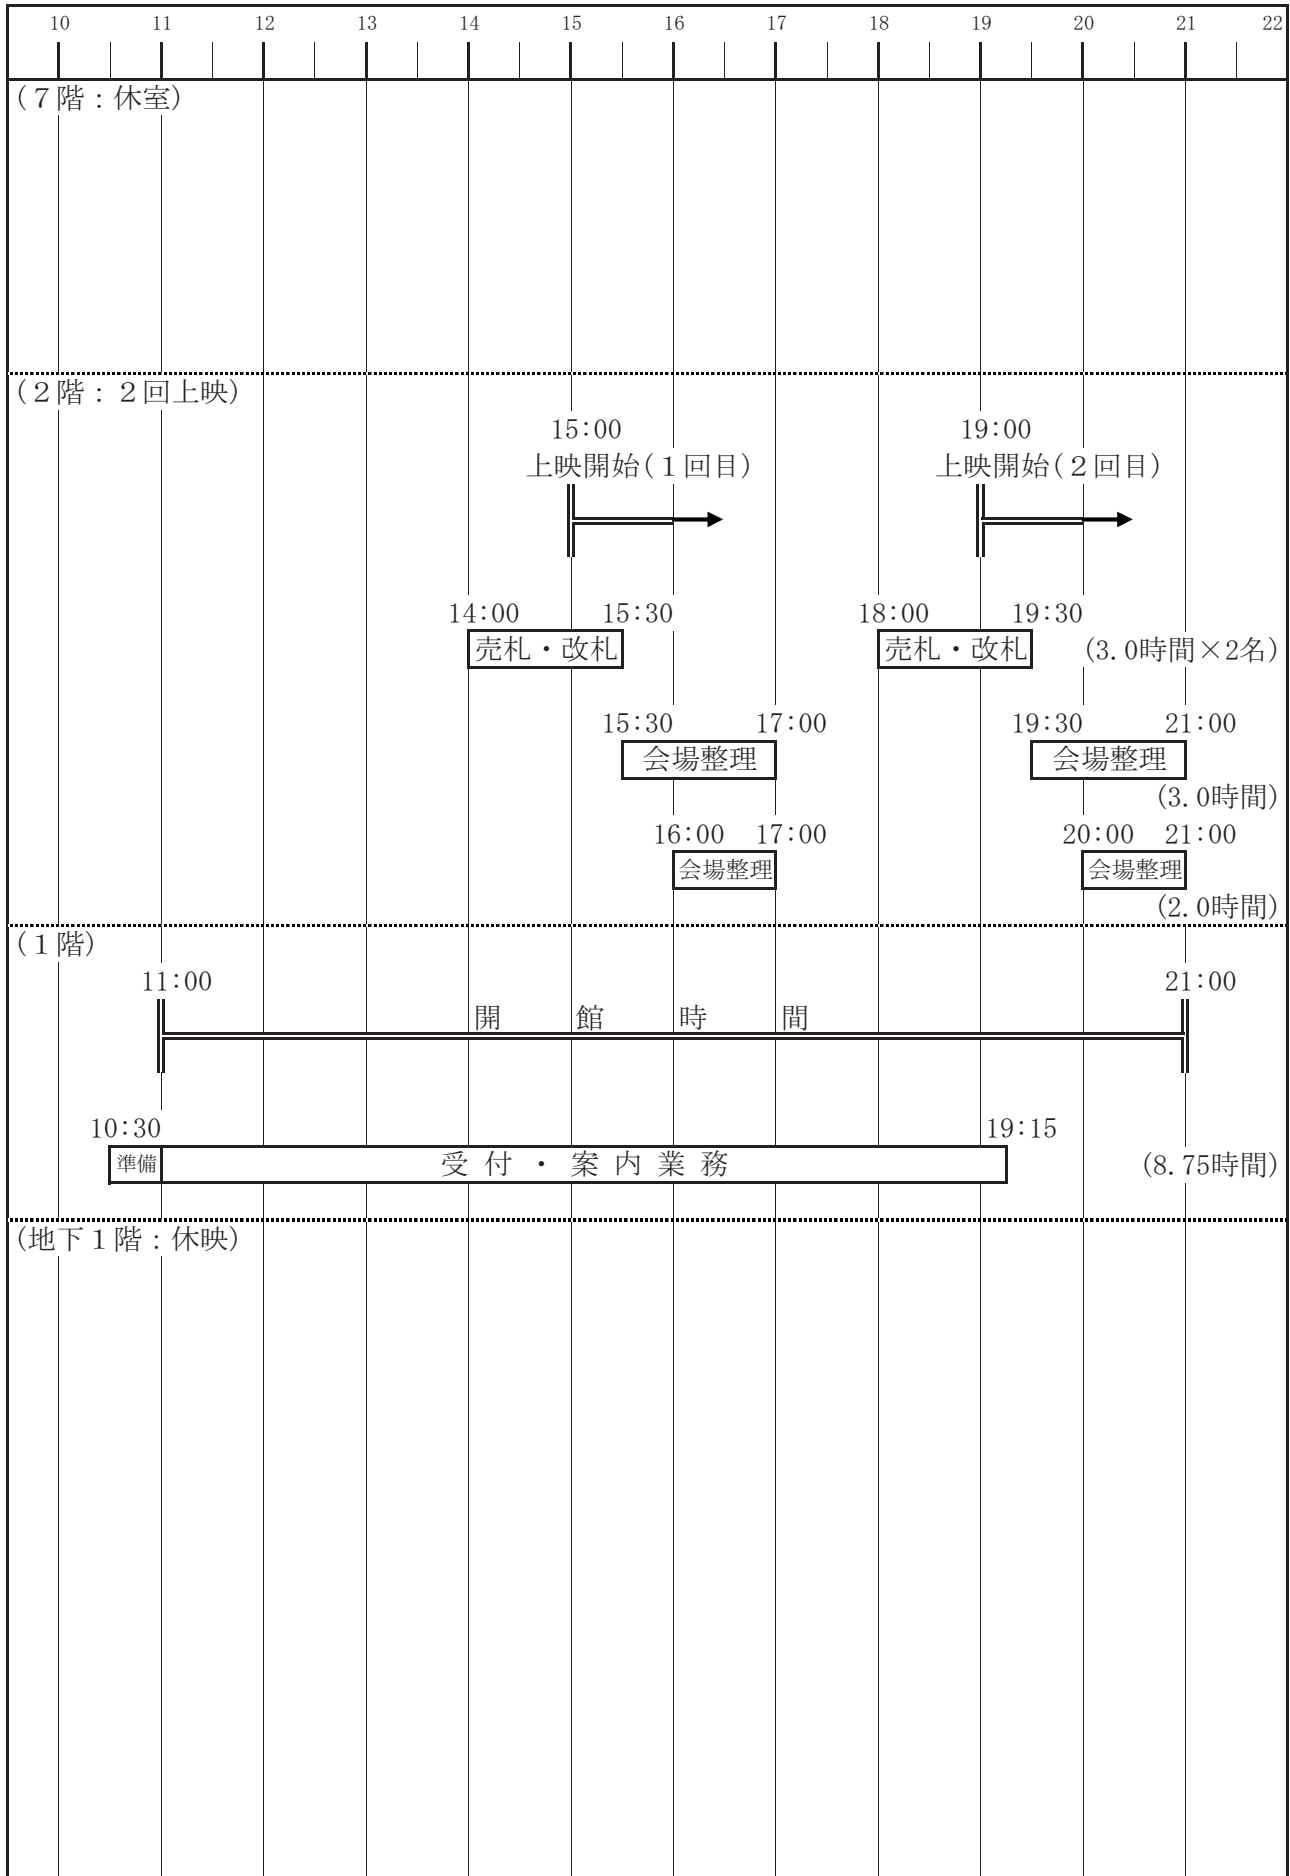 10 11 12 13 14 15 16 17 18 19 20 21 22
(７階：休室)
(２階：２回上映)
15:00 19:00
上映開始(１回目) 上映開始(２回目)
14:00 15:30 18:00 19:30
売札・改札 売札・改札 (3.0時間×2名)
15:30 17:00 19:30 21:00
会場整理 会場整理
(3.0時間)
16:00 17:00 20:00 21:00
会場整理 会場整理
(2.0時間)
(１階)
11:00 21:00
開 館 時 間
10:30 19:15
準備 受 付 ・ 案 内 業 務 (8.75時間)
(地下１階：休映)